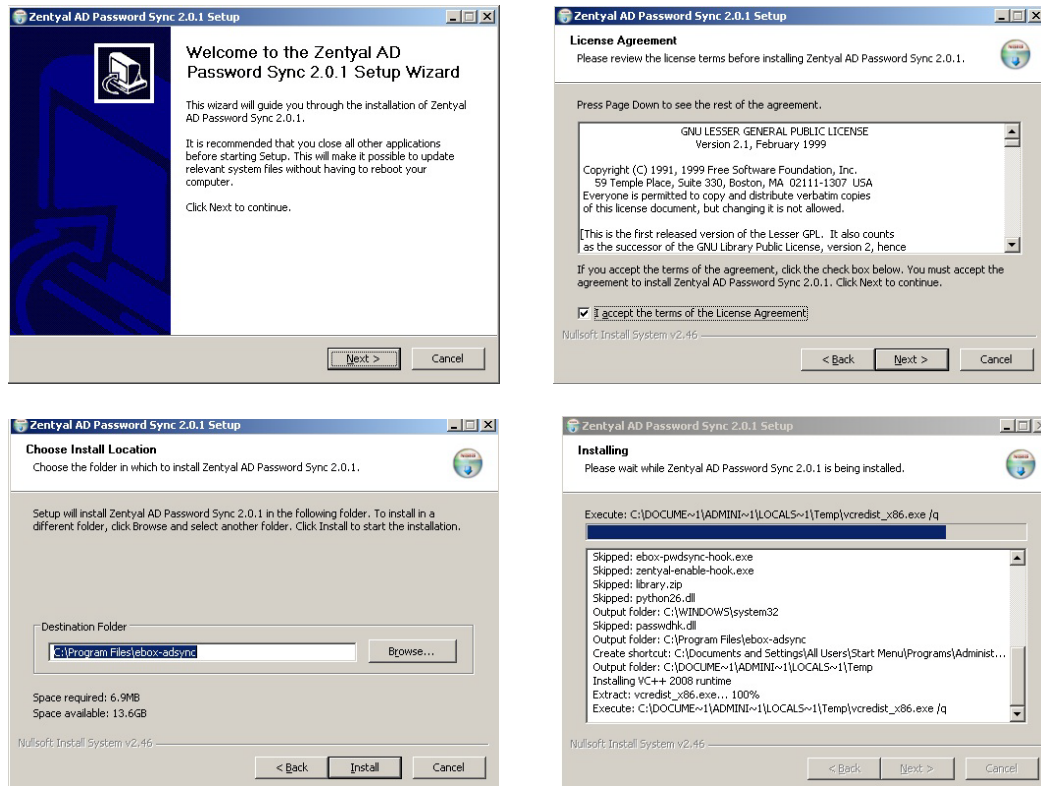 Zentyal AD Password Sync 2.0.1 Setup
Welcome to the Zentyal AD
Password Sync 2.0.1 Setup Wizard
This wizard will guide you through the installation of Zentyal
AD Password Sync 2.0.1.
It is recommended that you close all other applications
before starting Setup. This will make it possible to update
relevant system files without having to reboot your
computer.
Click Next to continue.
Next >
Cancel
Zentyal AD Password Sync 2.0.1 Setup
License Agreement
Please review the license terms before installing Zentyal AD Password Sync 2.0.1.
Press Page Down to see the rest of the agreement.
GNU LESSER GENERAL PUBLIC LICENSE
Version 2.1, February 1999
Copyright (C) 1991, 1999 Free Software Foundation, Inc.
59 Temple Place, Suite 330, Boston, MA 02111-1307 USA
Everyone is permitted to copy and distribute verbatim copies
of this license document, but changing it is not allowed.
[This is the first released version of the Lesser GPL. It also counts
as the successor of the GNU Library Public License, version 2, hence
If you accept the terms of the agreement, click the check box below. You must accept the
agreement to install Zentyal AD Password Sync 2.0.1. Click Next to continue.
I accept the terms of the License Agreement
Nullsoft Install System v2.46
< Back
Next >
Cancel
Zentyal AD Password Sync 2.0.1 Setup
Choose Install Location
Choose the folder in which to install Zentyal AD Password Sync 2.0.1.
Setup will install Zentyal AD Password Sync 2.0.1 in the following folder. To install in a
different folder, click Browse and select another folder. Click Install to start the installation.
Destination Folder
C:\Program Files\ebox-adsync
Browse...
Space required: 6.9MB
Space available: 13.6GB
Nullsoft Install System v2.46
< Back
Install
Cancel
Zentyal AD Password Sync 2.0.1 Setup
Installing
Please wait while Zentyal AD Password Sync 2.0.1 is being installed.
Execute: C:\DOCUME~1\ADMINI~1\LOCALS~1\Temp\vcredist_x86.exe /q
Skipped: ebox-pwdsync-hook.exe
Skipped: zentyal-enable-hook.exe
Skipped: library.zip
Skipped: python26.dll
Output folder: C:\WINDOWS\system32
Skipped: passwdhk.dll
Output folder: C:\Program Files\ebox-adsync
Create shortcut: C:\Documents and Settings\All Users\Start Menu\Programs\Administ...
Output folder: C:\DOCUME~1\ADMINI~1\LOCALS~1\Temp
Installing VC++ 2008 runtime
Extract: vcredist_x86.exe... 100%
Execute: C:\DOCUME~1\ADMINI~1\LOCALS~1\Temp\vcredist_x86.exe /q
Nullsoft Install System v2.46
< Back
Next >
Cancel